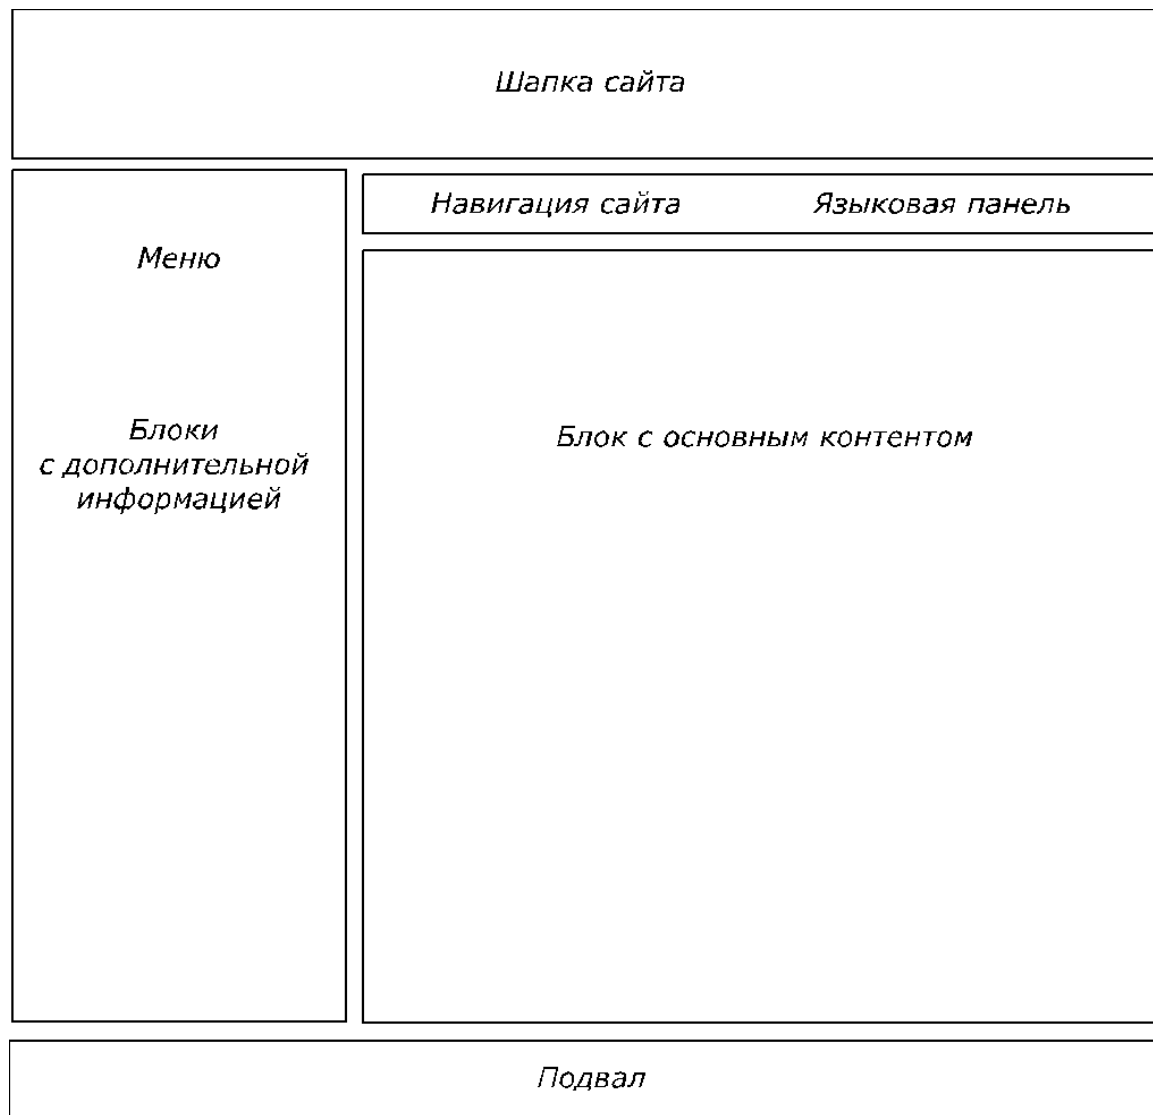 Шапка сайта
Навигация сайта Языковая панель
Меню
Блоки
с дополнительной
информацией
Блок с основным контентом
Подвал